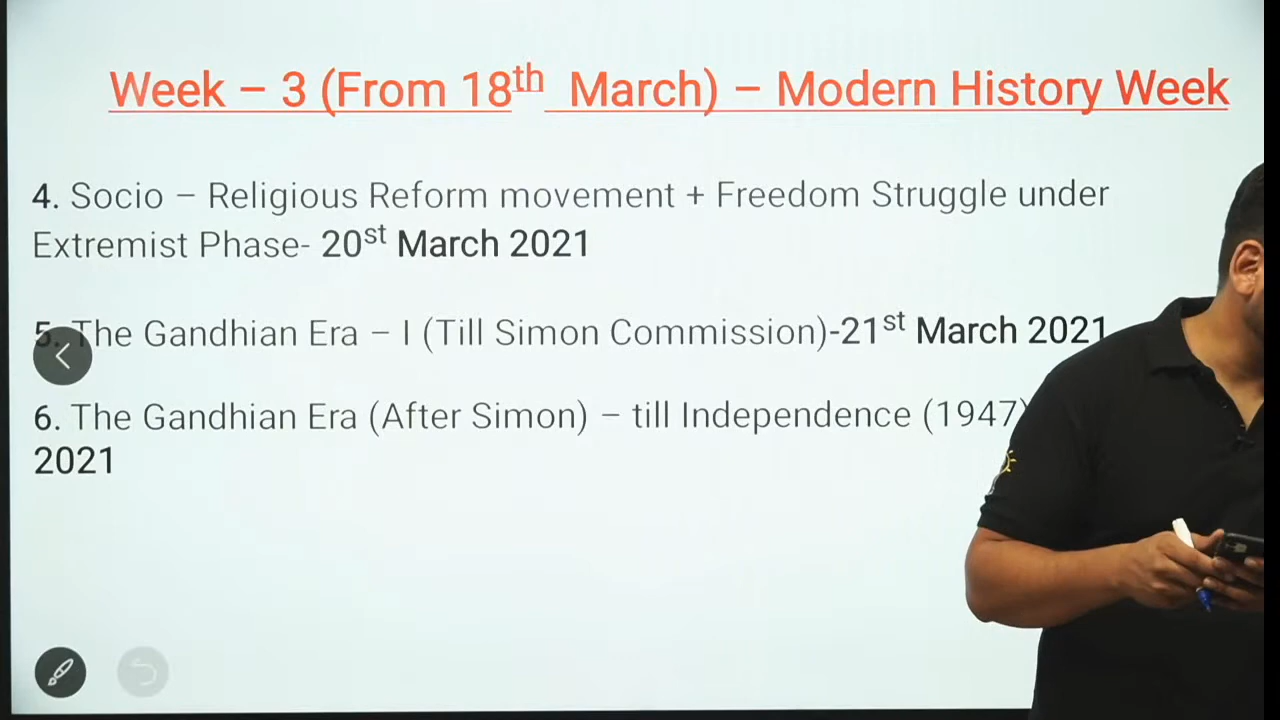 Week – 3 (From 18th March) – Modern History Week
4. Socio – Religious Reform movement + Freedom Struggle under
Extremist Phase- 20st March 2021
5. The Gandhian Era – I (Till Simon Commission)-21st March 2021
6. The Gandhian Era (After Simon) – till Independence (1947)
2021